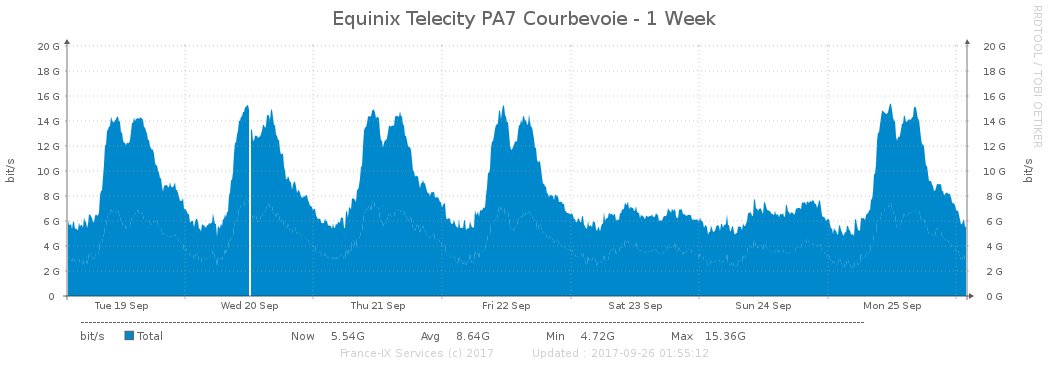 Equinix Telecity PA7 Courbevoie - 1 Week
RRDTOOL / TOBI OETIKER
bit/s
20 G
18 G
16 G
14 G
12 G
10 G
8 G
6 G
4 G
2 G
0
20 G
18 G
16 G
14 G
12 G
10 G
8 G
6 G
4 G
2 G
0 G
bit/s
Tue 19 Sep Wed 20 Sep Thu 21 Sep Fri 22 Sep Sat 23 Sep Sun 24 Sep Mon 25 Sep
bit/s Total Now 5.54G Avg 8.64G Min 4.72G Max 15.36G
France-IX Services (c) 2017 Updated : 2017-09-26 01:55:12